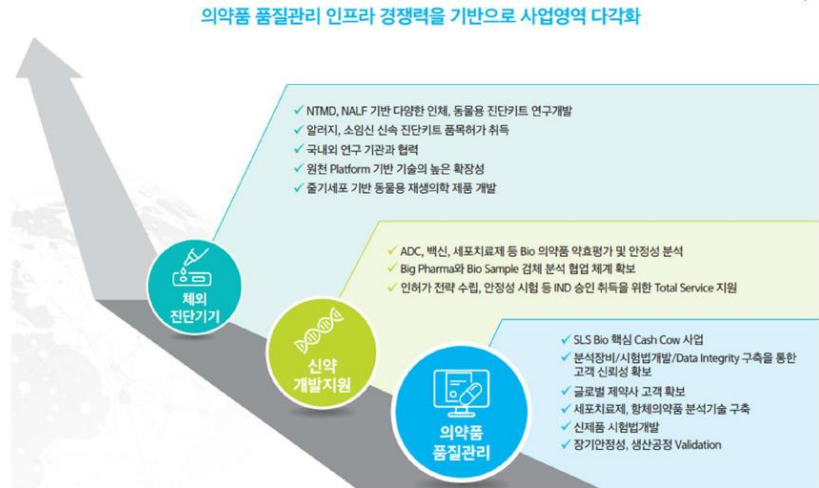 의약품 품질관리 인프라 경쟁력을 기반으로 사업영역 다각화
✓ NTMD, NALF 기반 다양한 인체, 동물용 진단키트 연구개발
✓ 알러지, 소임신 신속 진단키트 품목허가 취득
✓ 국내외 연구 기관과 협력
✓ 원천 Platform 기반 기술의 높은 확장성
✓ 줄기세포 기반 동물용 재생의학 제품 개발
체외
진단기기
✓ ADC, 백신, 세포치료제 등 Bio 의약품 약효평가 및 안정성 분석
✓ Big Pharma와 Bio Sample 검체 분석 협업 체계 확보
✓ 인허가 전략 수립, 안정성 시험 등 IND 승인 취득을 위한 Total Service 지원
신약
개발지원
✓ SLS Bio 핵심 Cash Cow 사업
✓ 분석장비/시험법개발/Data Integrity 구축을 통한
고객 신뢰성 확보
✓ 글로벌 제약사 고객 확보
✓ 세포치료제, 항체의약품 분석기술 구축
✓ 신제품 시험법개발
✓ 장기안정성, 생산공정 Validation
의약품
품질관리